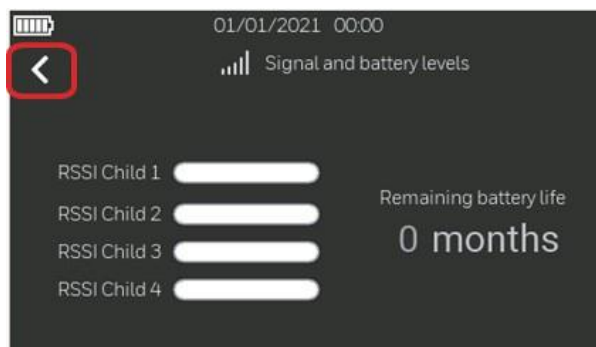 01/01/2021 00:00
Signal and battery levels
RSSI Child 1
RSSI Child 2
RSSI Child 3
RSSI Child 4
Remaining battery life
0 months